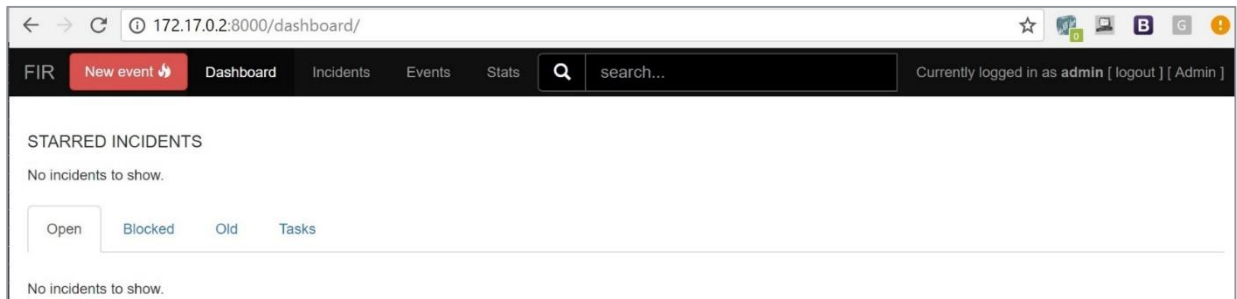 172.17.0.2:8000/dashboard/
0 B G
FIR New event Dashboard Incidents Events Stats search... Currently logged in as admin [ logout ] [ Admin ]
STARRED INCIDENTS
No incidents to show.
Open Blocked Old Tasks
No incidents to show.